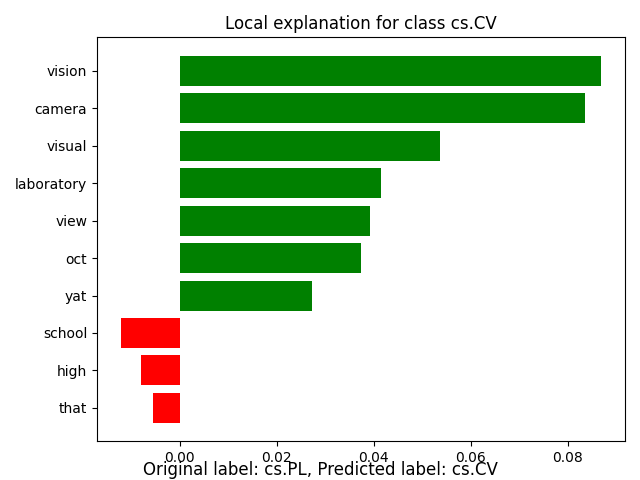 Local explanation for class cs.CV
vision
camera
visual
laboratory
view
oct
yat
school
high
that
0.00 0.02 0.04 0.06 0.08
Original label: cs.PL, Predicted label: cs.CV